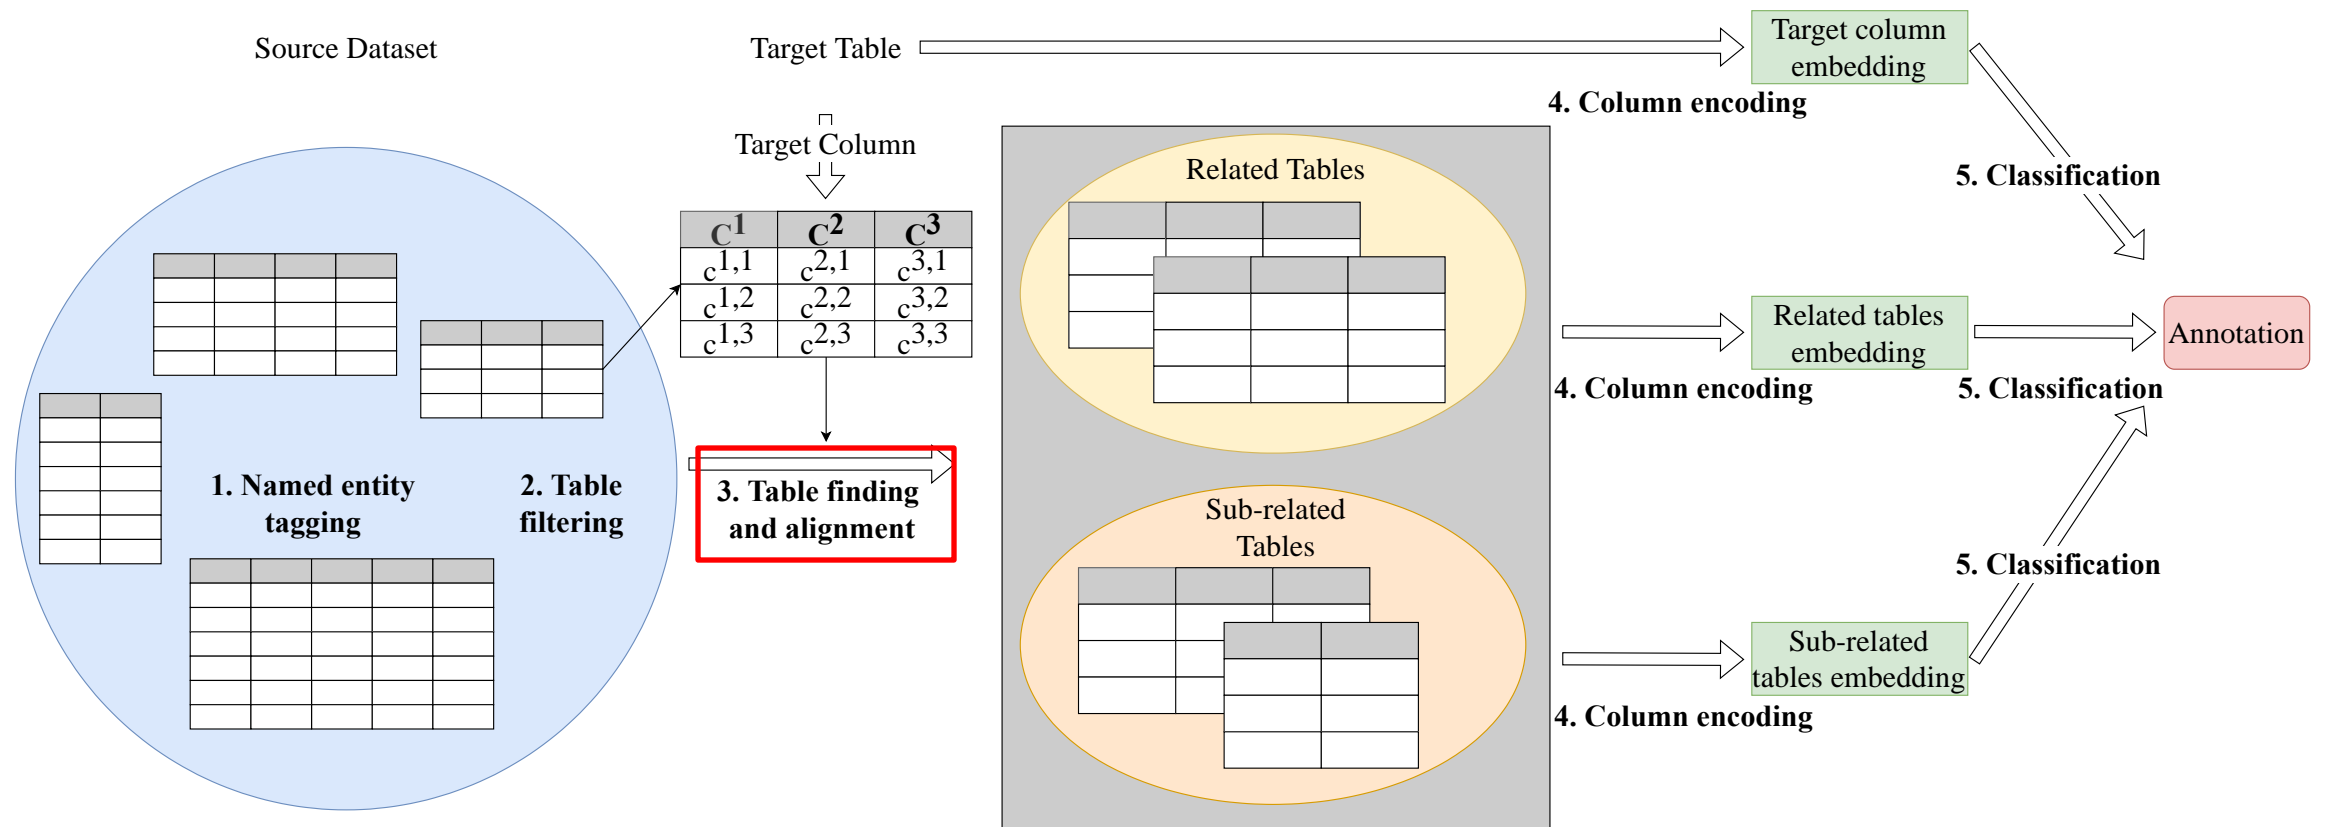 Source Dataset
Target Table
Target column
embedding
4. Column encoding
Target Column
5. Classification
Related Tables
C1 C2 C3
c1,1 c2,1 c3,1
c1,2 c2,2 c3,2
c1,3 c2,3 c3,3
Related tables
embedding
Annotation
4. Column encoding
5. Classification
1. Named entity
tagging
2. Table
filtering
3. Table finding
and alignment
Sub-related
Tables
5. Classification
Sub-related
tables embedding
4. Column encoding